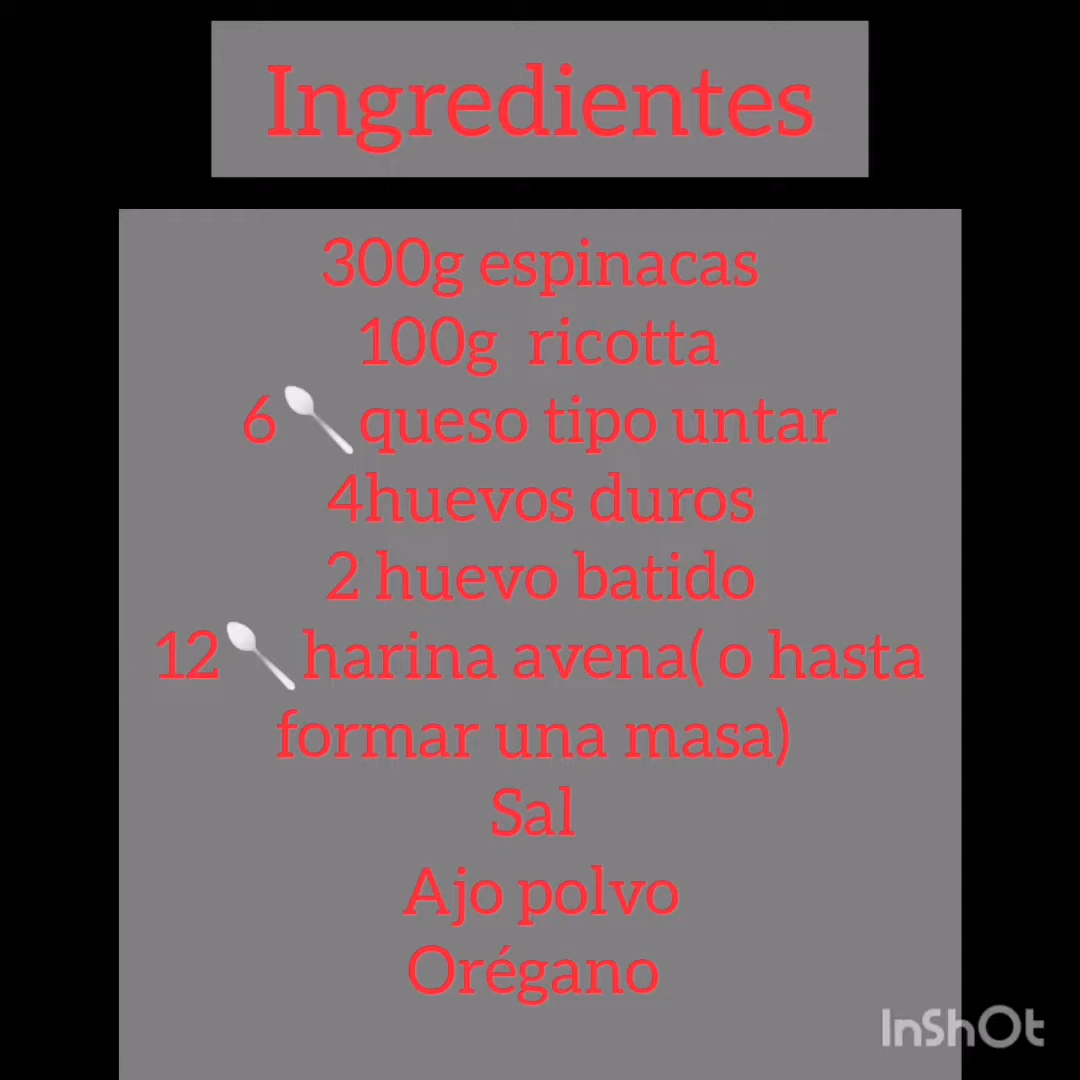 Ingredientes
300g espinacas
100g ricotta
6🥄queso tipo untar
4huevos duros
2 huevo batido
12🥄harina avena( o hasta
formar una masa)
Sal
Ajo polvo
Orégano
InShOt